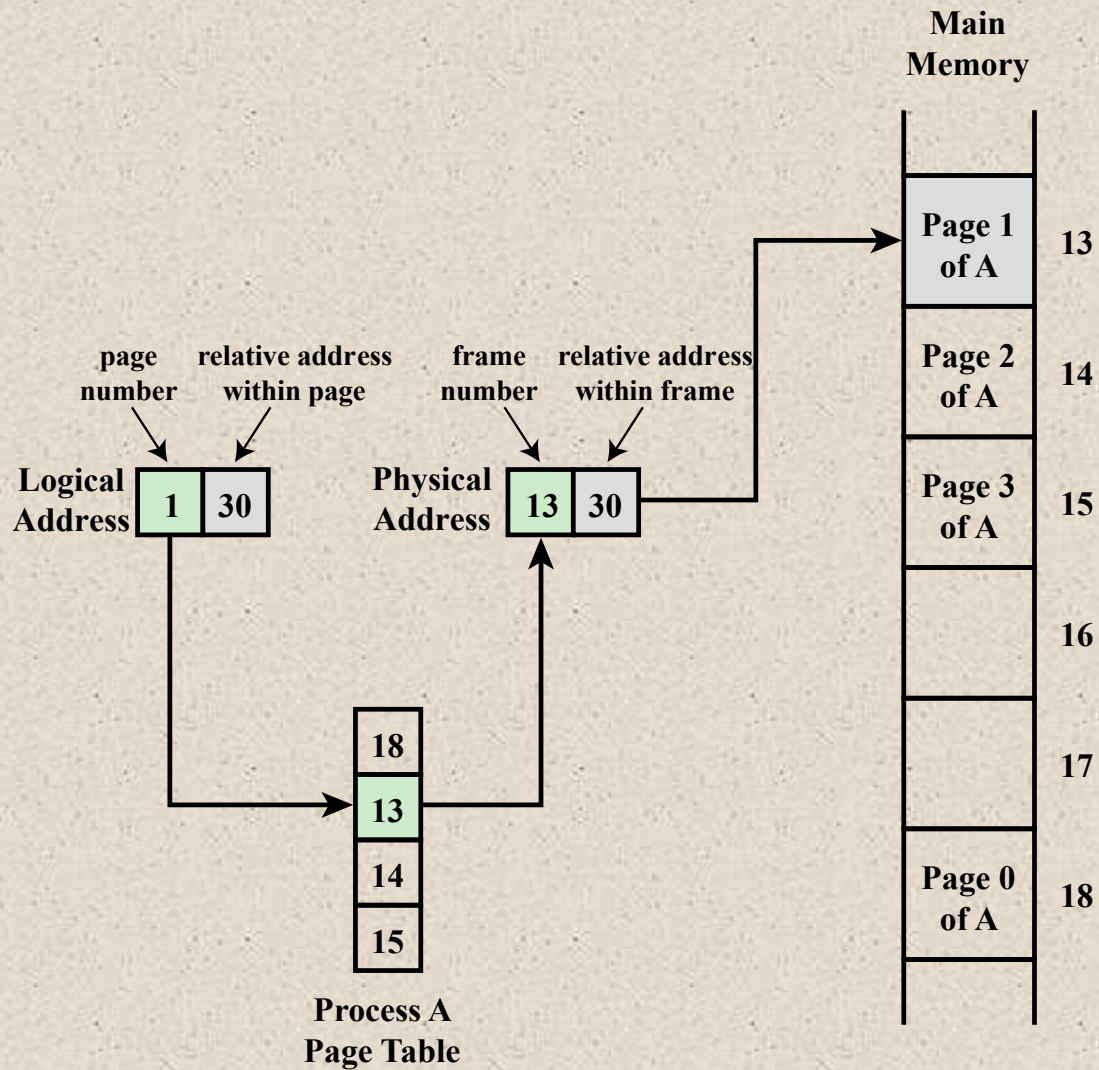 Main
Memory
Page 1
of A
13
Page 2
of A
14
Page 3
of A
15
16
17
Page 0
of A
18
page
number
relative address
within page
frame
number
relative address
within frame
Logical
Address
1
30
Physical
Address
13
30
18
13
14
15
Process A
Page Table